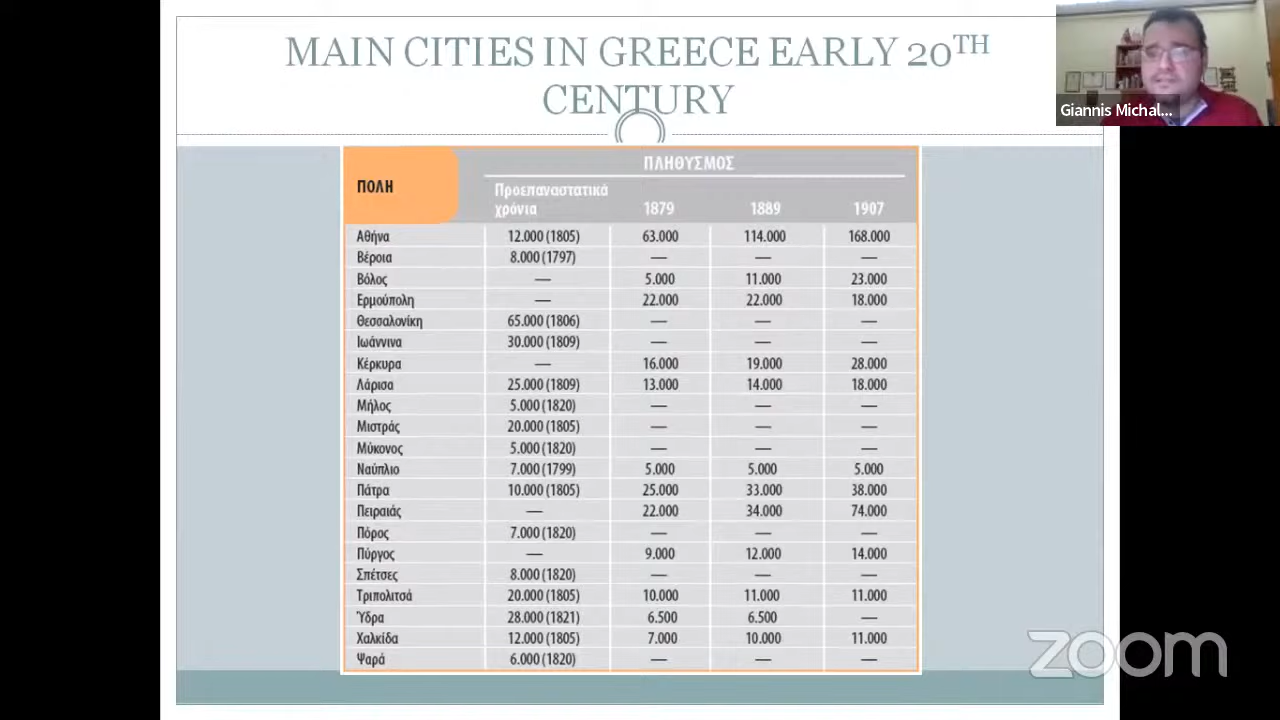 MAIN CITIES IN GREECE EARLY 20TH
CENTURY
Giannis Michal...
ΠΟΛΗ
ΠΛΗΘΥΣΜΟΣ
Προεπαναστατικά
χρόνια 1879 1889 1907
Αθήνα 12.000 (1805) 63.000 114.000 168.000
Βέροια 8.000 (1797) — — —
Βόλος — 5.000 11.000 23.000
Ερμούπολη — 22.000 22.000 18.000
Θεσσαλονίκη 65.000 (1806) — — —
Ιωάννινα 30.000 (1809) — — —
Κέρκυρα — 16.000 19.000 28.000
Λάρισα 25.000 (1809) 13.000 14.000 18.000
Μήλος 5.000 (1820) — — —
Μιστράς 20.000 (1805) — — —
Μύκονος 5.000 (1820) — — —
Ναύπλιο 7.000 (1799) 5.000 5.000 5.000
Πάτρα 10.000 (1805) 25.000 33.000 38.000
Πειραιάς — 22.000 34.000 74.000
Πόρος 7.000 (1820) — — —
Πύργος — 9.000 12.000 14.000
Σπέτσες 8.000 (1820) — — —
Τριπολιτσά 20.000 (1805) 10.000 11.000 11.000
Ύδρα 28.000 (1821) 6.500 6.500 —
Χαλκίδα 12.000 (1805) 7.000 10.000 11.000
Ψαρά 6.000 (1820) — — —
zoom